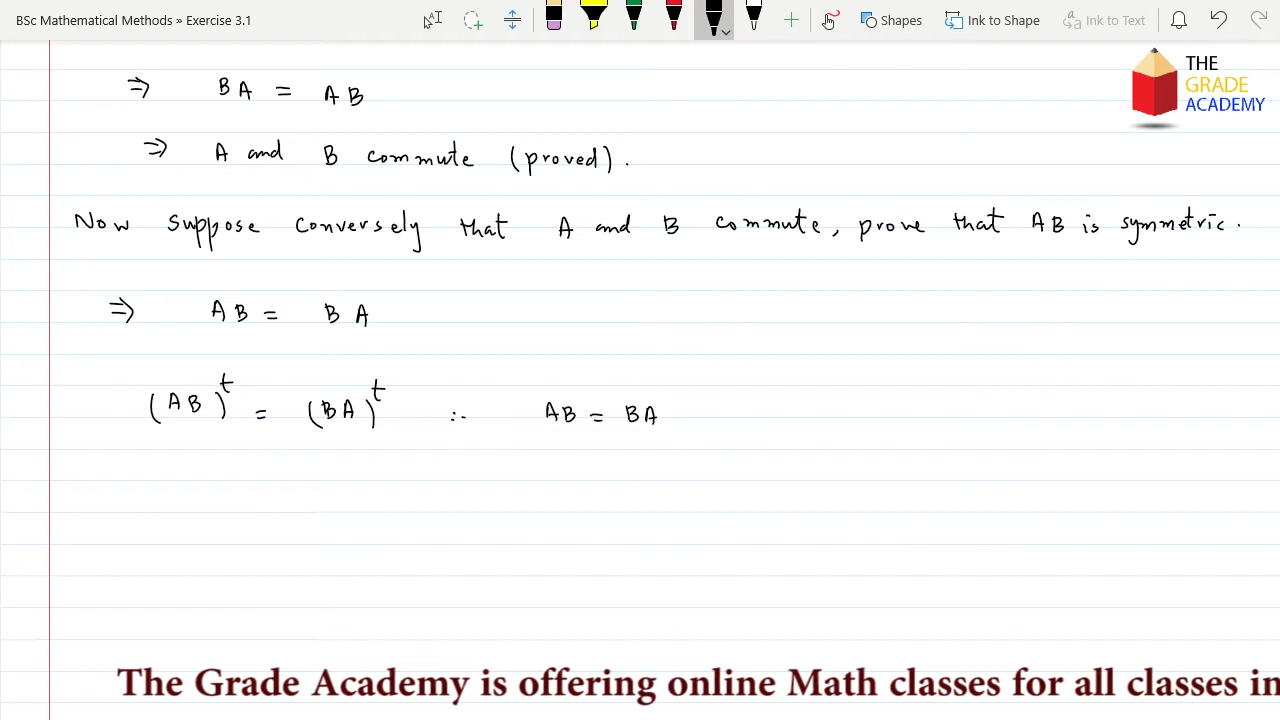 BSc Mathematical Methods » Exercise 3.1
Shapes
Ink to Shape
Ink to Text
THE
GRADE
ACADEMY
⇒ BA = AB
⇒ A and B commute (proved).
Now suppose conversely that A and B commute, prove that AB is symmetric.
⇒ AB = BA
(AB)^t = (BA)^t ∴ AB = BA
The Grade Academy is offering online Math classes for all classes in